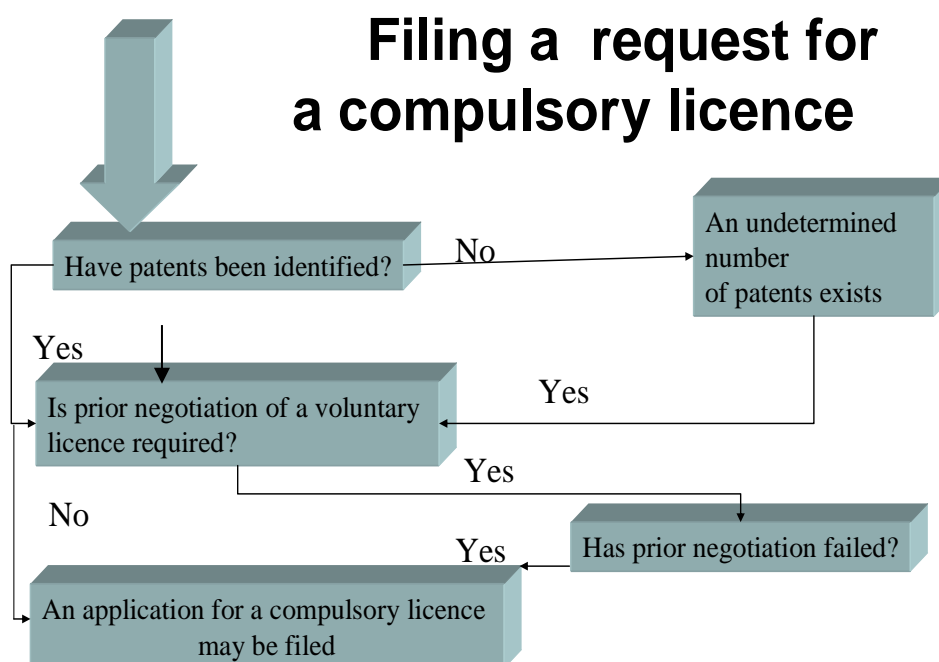 Filing a request for
a compulsory licence
Have patents been identified?
No
An undetermined
number
of patents exists
Yes
Is prior negotiation of a voluntary
licence required?
Yes
Yes
No
Has prior negotiation failed?
Yes
An application for a compulsory licence
may be filed